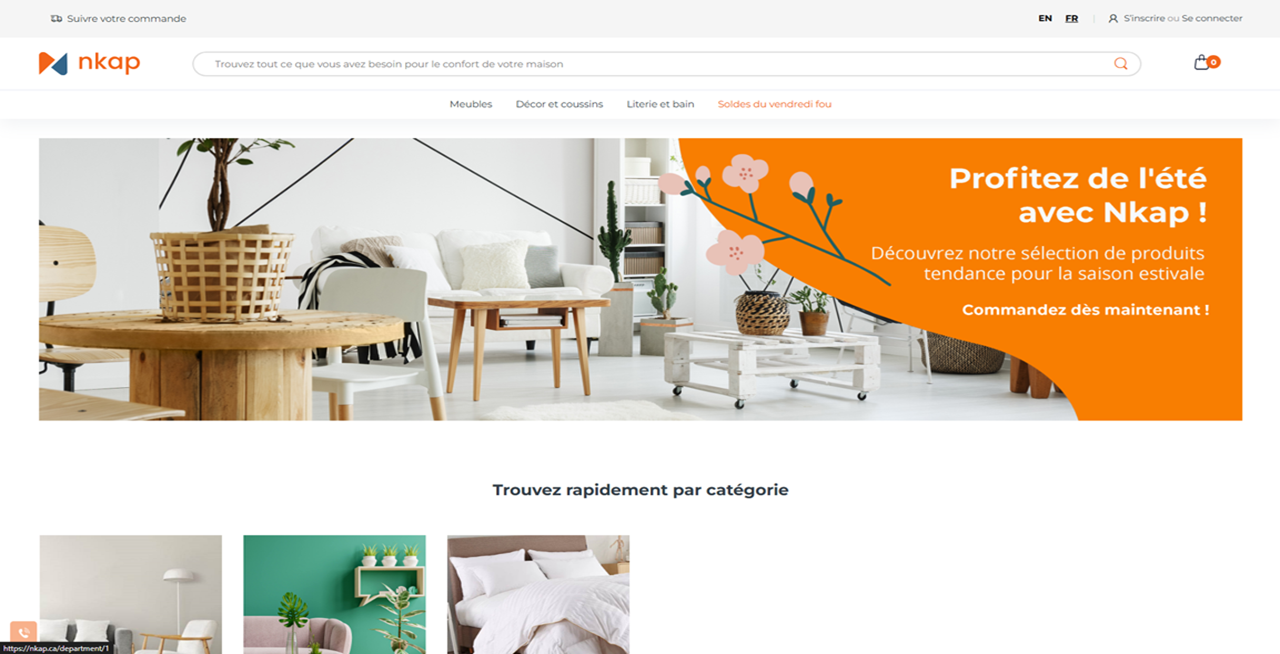 Suivre votre commande
EN FR S'inscrire ou Se connecter
nkap
Trouvez tout ce que vous avez besoin pour le confort de votre maison
0
Meubles Décor et coussins Literie et bain Soldes du vendredi fou
Profitez de l'été
avec Nkap !
Découvrez notre sélection de produits
tendance pour la saison estivale
Commandez dès maintenant !
Trouvez rapidement par catégorie
https://nkap.ca/department/1